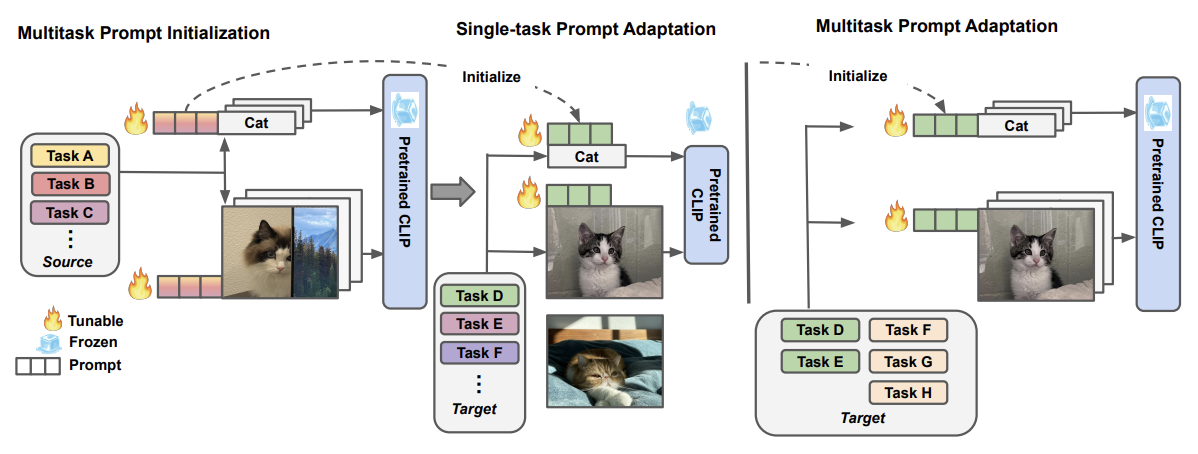 Multitask Prompt Initialization
Cat
Pretrained CLIP
Task A
Task B
Task C
⋮
Source
Tunable
Frozen
Prompt
Single-task Prompt Adaptation
Initialize
Cat
Pretrained
CLIP
Task D
Task E
Task F
⋮
Target
Multitask Prompt Adaptation
Initialize
Cat
Pretrained CLIP
Task D
Task F
Task E
Task G
Task H
Target